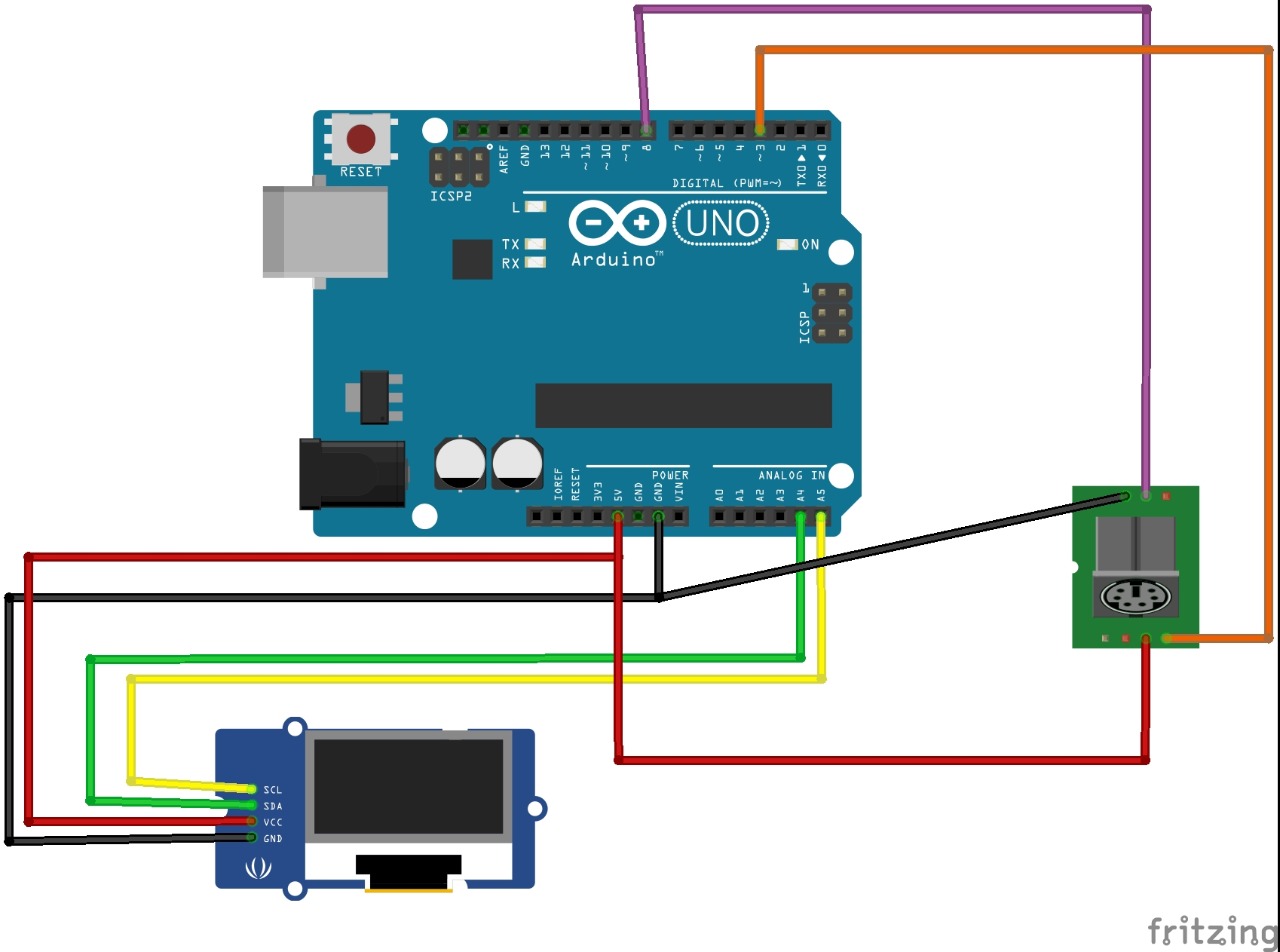 RESET
ICSP2
AREF
GND
13
12
~11
~10
~9
8
7
~6
~5
4
~3
2
TX0▶1
RX0◀0
DIGITAL (PWM=~)
L
TX
RX
UNO
Arduino™
ON
1
ICSP
IOREF
RESET
3V3
5V
GND
GND
VIN
POWER
A0
A1
A2
A3
A4
A5
ANALOG IN
SCL
SDA
VCC
GND
fritzing